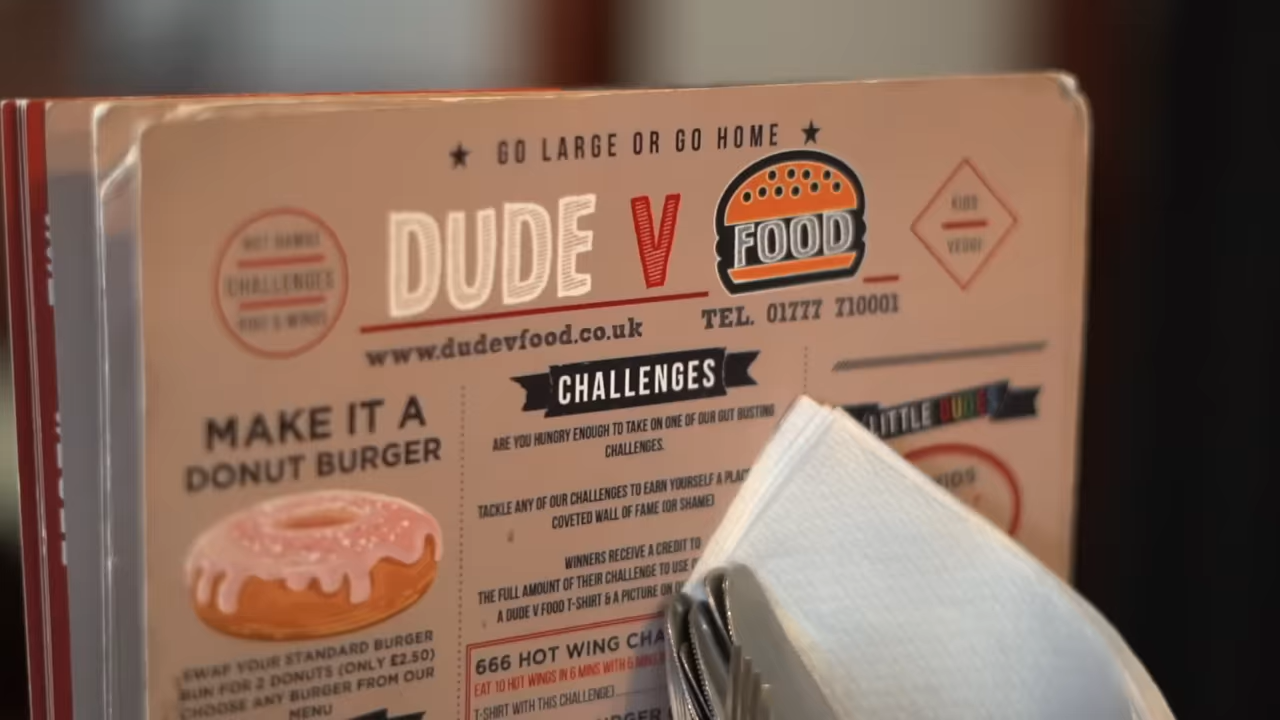 ★ GO LARGE OR GO HOME ★
DUDE V FOOD
HOT DAWGS
CHALLENGES
RIBS & WINGS
KIDS
VEGGI
www.dudevfood.co.uk
TEL. 01777 710001
MAKE IT A
DONUT BURGER
SWAP YOUR STANDARD BURGER
BUN FOR 2 DONUTS (ONLY £2.50)
CHOOSE ANY BURGER FROM OUR
MENU
CHALLENGES
ARE YOU HUNGRY ENOUGH TO TAKE ON ONE OF OUR GUT BUSTING
CHALLENGES.
TACKLE ANY OF OUR CHALLENGES TO EARN YOURSELF A PLAC
COVETED WALL OF FAME (OR SHAME)
WINNERS RECEIVE A CREDIT TO
THE FULL AMOUNT OF THEIR CHALLENGE TO USE
A DUDE V FOOD T-SHIRT & A PICTURE ON
666 HOT WING CHA
EAT 10 HOT WINGS IN 6 MINS WITH 6 MINS
T-SHIRT WITH THIS CHALLENGE)
LITTLE DUDES
KIDS